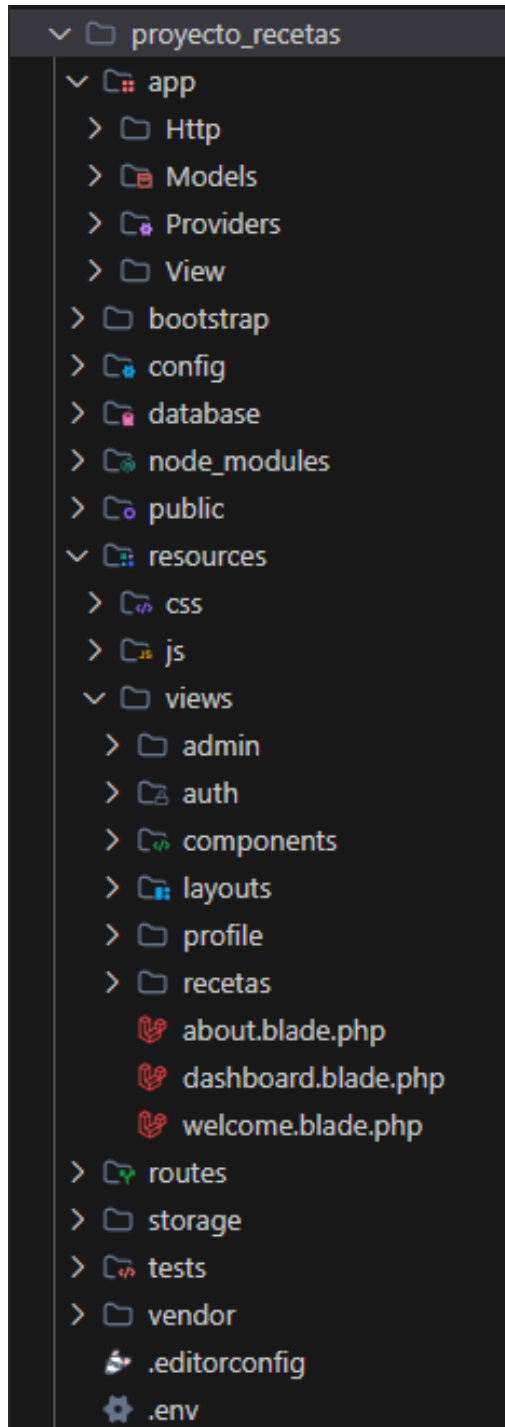 proyecto_recetas
app
Http
Models
Providers
View
bootstrap
config
database
node_modules
public
resources
css
js
views
admin
auth
components
layouts
profile
recetas
about.blade.php
dashboard.blade.php
welcome.blade.php
routes
storage
tests
vendor
.editorconfig
.env